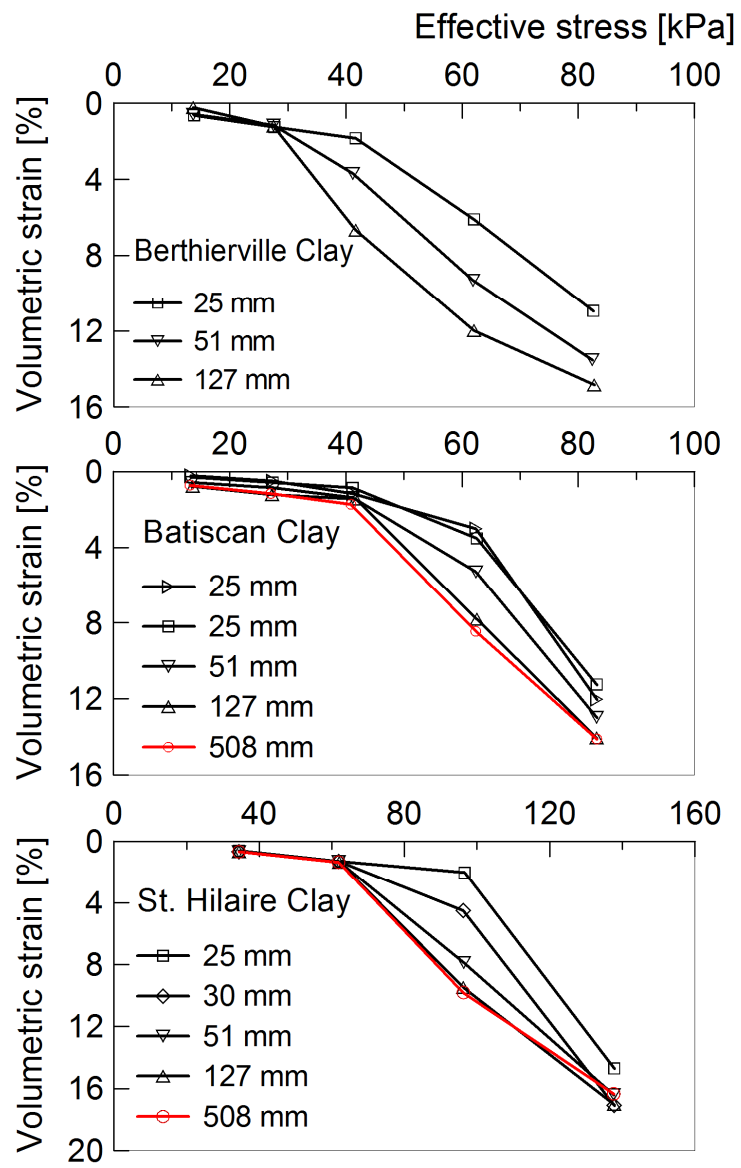 Effective stress [kPa]
0 20 40 60 80 100
Volumetric strain [%]
0
4
8
12
16
Berthierville Clay
25 mm
51 mm
127 mm
0 20 40 60 80 100
Volumetric strain [%]
0
4
8
12
16
Batiscan Clay
25 mm
25 mm
51 mm
127 mm
508 mm
0 40 80 120 160
Volumetric strain [%]
0
4
8
12
16
20
St. Hilaire Clay
25 mm
30 mm
51 mm
127 mm
508 mm